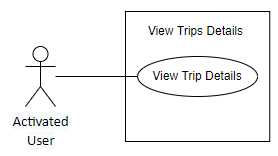 View Trips Details
View Trip Details
Activated
User